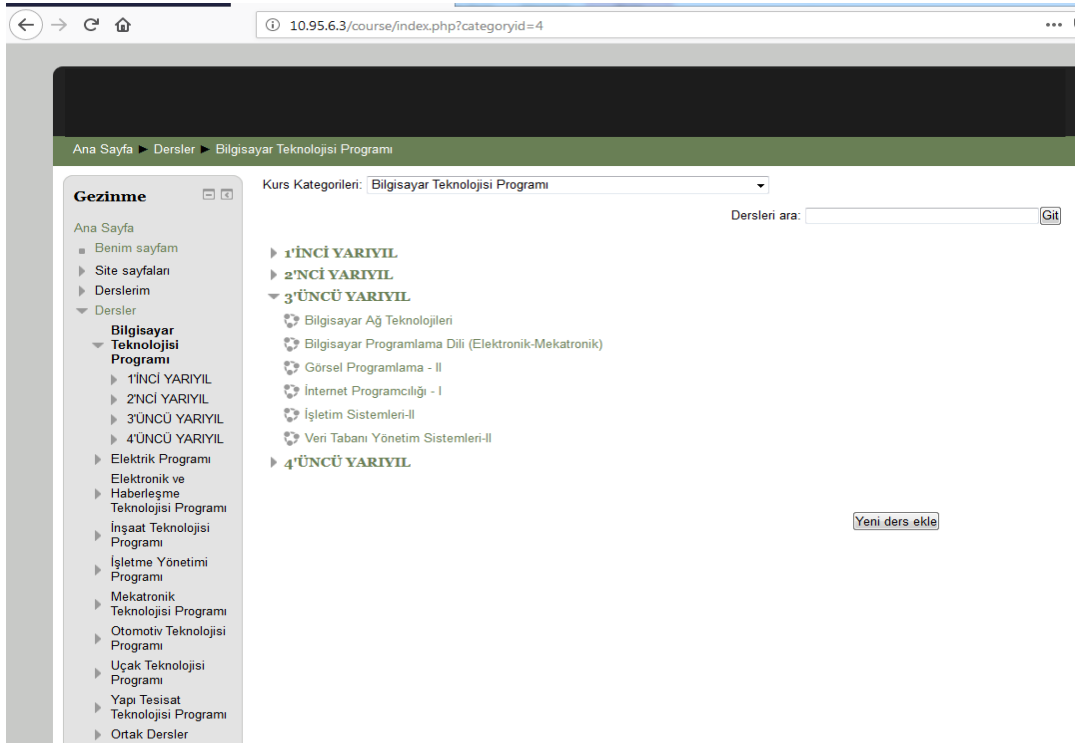 10.95.6.3/course/index.php?categoryid=4
Ana Sayfa ► Dersler ► Bilgisayar Teknolojisi Programı
Gezinme
Ana Sayfa
Benim sayfam
Site sayfaları
Derslerim
Dersler
Bilgisayar
Teknolojisi
Programı
1'İNCİ YARIYIL
2'NCİ YARIYIL
3'ÜNCÜ YARIYIL
4'ÜNCÜ YARIYIL
Elektrik Programı
Elektronik ve
Haberleşme
Teknolojisi Programı
İnşaat Teknolojisi
Programı
İşletme Yönetimi
Programı
Mekatronik
Teknolojisi Programı
Otomotiv Teknolojisi
Programı
Uçak Teknolojisi
Programı
Yapı Tesisat
Teknolojisi Programı
Ortak Dersler
Kurs Kategorileri: Bilgisayar Teknolojisi Programı
Dersleri ara: Git
1'İNCİ YARIYIL
2'NCİ YARIYIL
3'ÜNCÜ YARIYIL
Bilgisayar Ağ Teknolojileri
Bilgisayar Programlama Dili (Elektronik-Mekatronik)
Görsel Programlama - II
İnternet Programcılığı - I
İşletim Sistemleri-II
Veri Tabanı Yönetim Sistemleri-II
4'ÜNCÜ YARIYIL
Yeni ders ekle